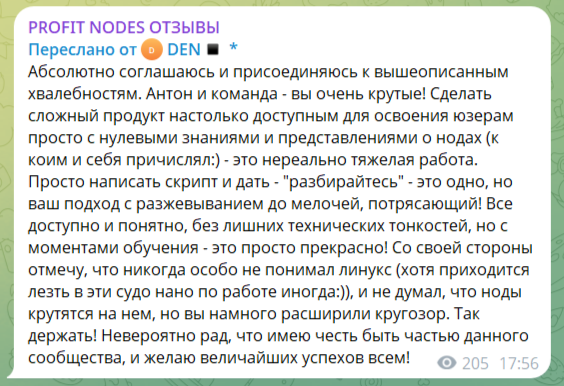 PROFIT NODES ОТЗЫВЫ
Переслано от D DEN ◾ *
Абсолютно соглашаюсь и присоединяюсь к вышеописанным
хвалебностям. Антон и команда - вы очень крутые! Сделать
сложный продукт настолько доступным для освоения юзерам
просто с нулевыми знаниями и представлениями о нодах (к
коим и себя причислял:) - это нереально тяжелая работа.
Просто написать скрипт и дать - "разбирайтесь" - это одно, но
ваш подход с разжевыванием до мелочей, потрясающий! Все
доступно и понятно, без лишних технических тонкостей, но с
моментами обучения - это просто прекрасно! Со своей стороны
отмечу, что никогда особо не понимал линукс (хотя приходится
лезть в эти судо нано по работе иногда:)), и не думал, что ноды
крутятся на нем, но вы намного расширили кругозор. Так
держать! Невероятно рад, что имею честь быть частью данного
сообщества, и желаю величайших успехов всем!
205 17:56